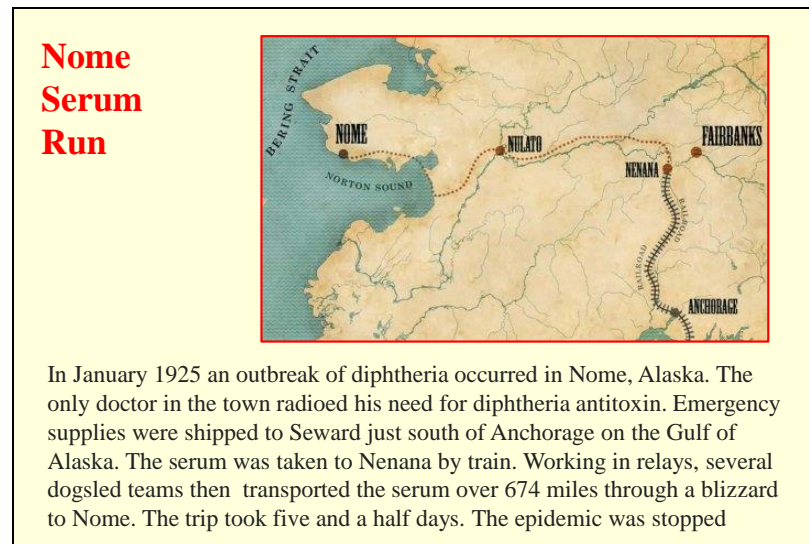 Nome
Serum
Run
BERING STRAIT
NOME
NULATO
FAIRBANKS
NENANA
NORTON SOUND
RAILROAD
RAILROAD
ANCHORAGE
In January 1925 an outbreak of diphtheria occurred in Nome, Alaska. The
only doctor in the town radioed his need for diphtheria antitoxin. Emergency
supplies were shipped to Seward just south of Anchorage on the Gulf of
Alaska. The serum was taken to Nenana by train. Working in relays, several
dogsled teams then  transported the serum over 674 miles through a blizzard
to Nome. The trip took five and a half days. The epidemic was stopped